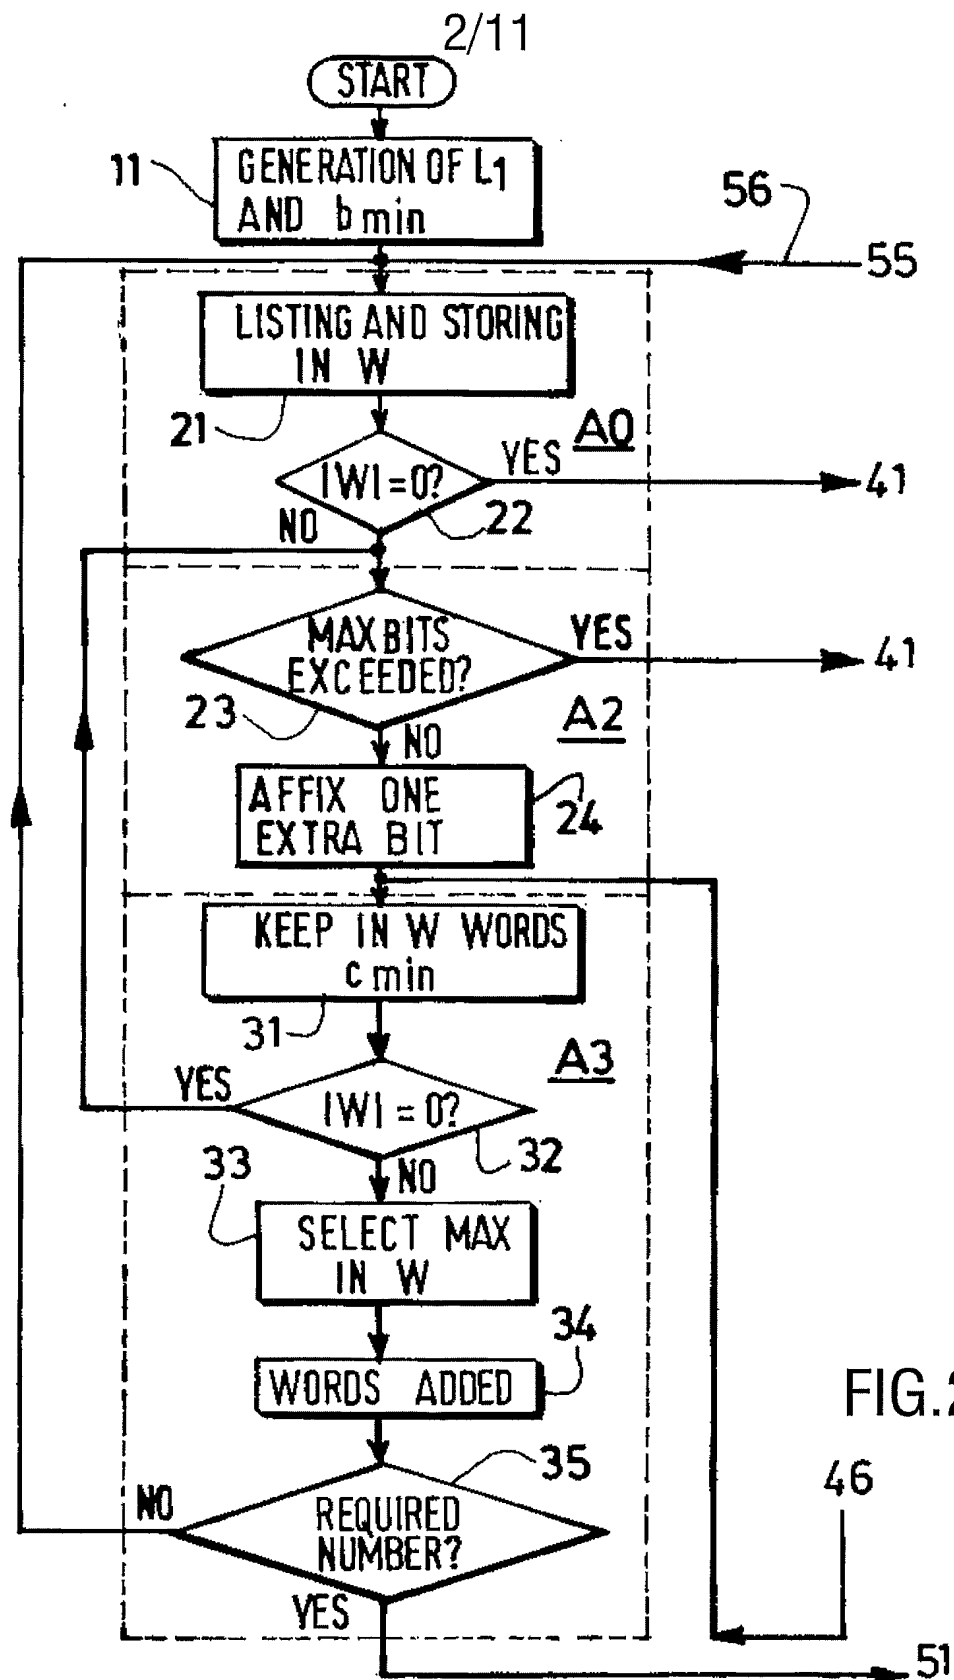 2/11
START
11
GENERATION OF L1
AND b min
56
55
LISTING AND STORING
IN W
21
A0
|W| = 0?
YES
41
22
NO
MAX BITS
EXCEEDED?
YES
41
23
A2
NO
AFFIX ONE
EXTRA BIT
24
KEEP IN W WORDS
c min
31
A3
YES
|W| = 0?
32
33
NO
SELECT MAX
IN W
34
WORDS ADDED
FIG.2
35
46
NO
REQUIRED
NUMBER?
YES
51